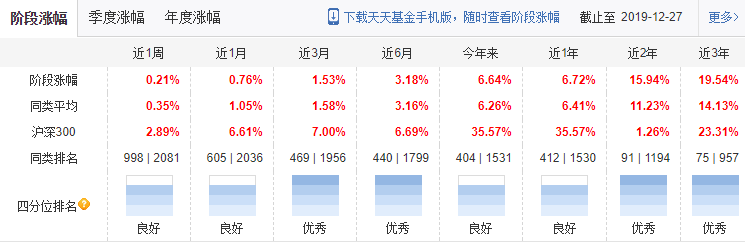 阶段涨幅 季度涨幅 年度涨幅 下载天天基金手机版，随时查看阶段涨幅 截止至 2019-12-27 更多>
近1周 近1月 近3月 近6月 今年来 近1年 近2年 近3年
阶段涨幅 0.21% 0.76% 1.53% 3.18% 6.64% 6.72% 15.94% 19.54%
同类平均 0.35% 1.05% 1.58% 3.16% 6.26% 6.41% 11.23% 14.13%
沪深300 2.89% 6.61% 7.00% 6.69% 35.57% 35.57% 1.26% 23.31%
同类排名 998 | 2081 605 | 2036 469 | 1956 440 | 1799 404 | 1531 412 | 1530 91 | 1194 75 | 957
四分位排名 ?
良好 良好 优秀 优秀 良好 良好 优秀 优秀